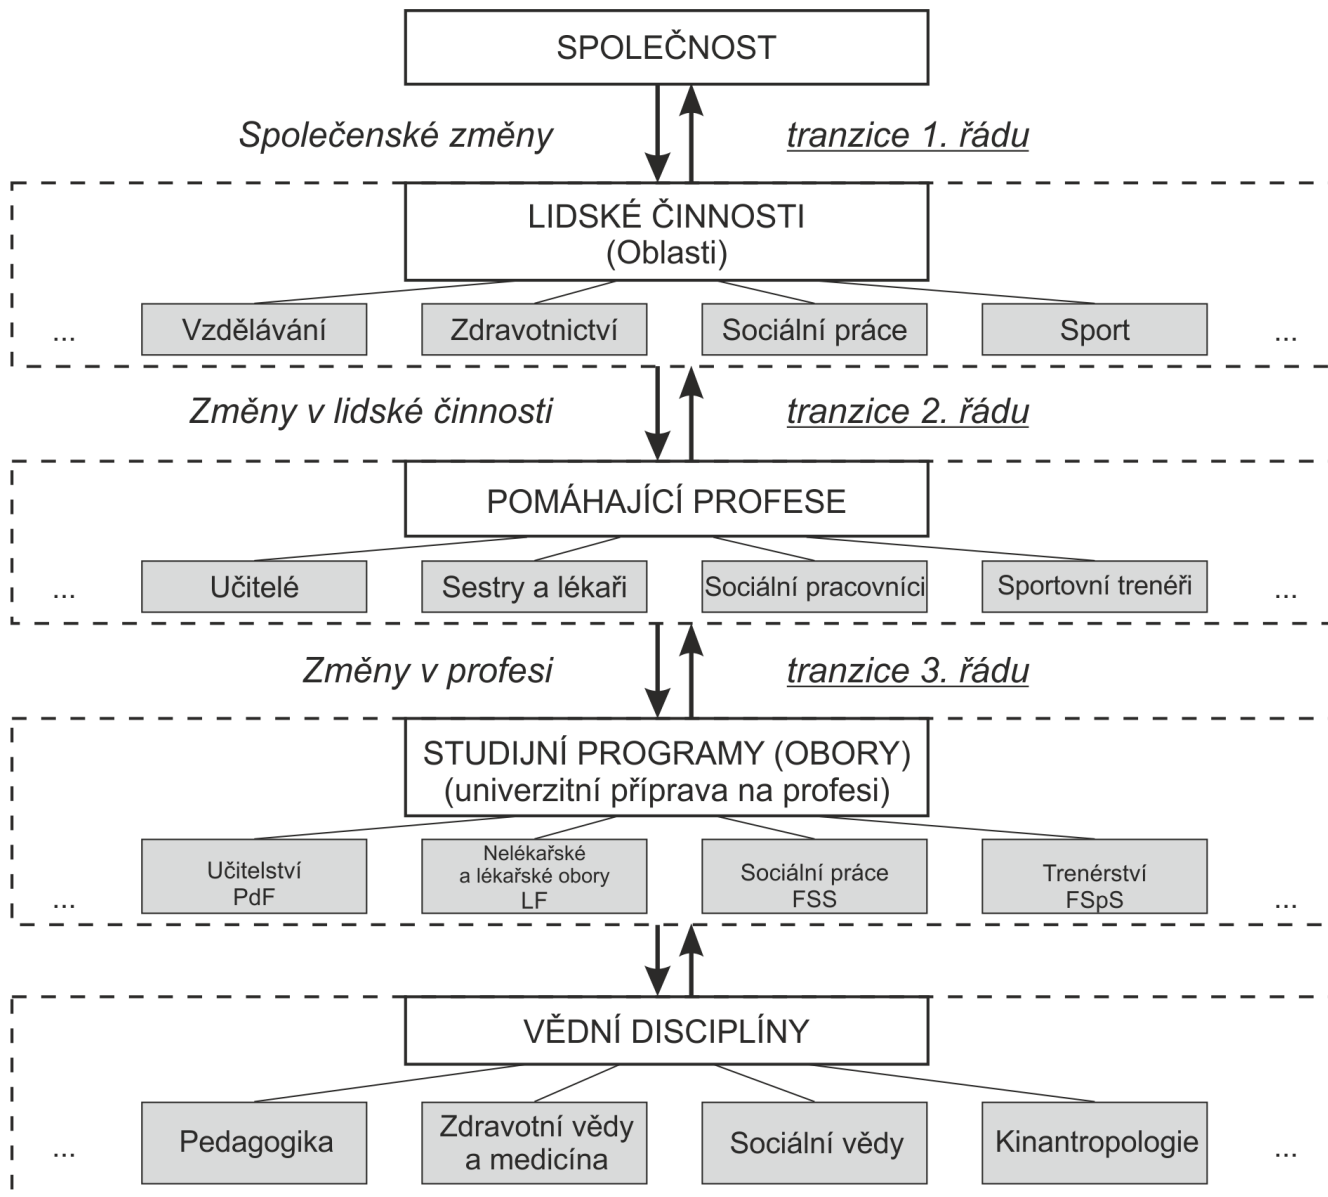 SPOLEČNOST
Společenské změny
tranzice 1. řádu
LIDSKÉ ČINNOSTI
(Oblasti)
...
Vzdělávání
Zdravotnictví
Sociální práce
Sport
...
Změny v lidské činnosti
tranzice 2. řádu
POMÁHAJÍCÍ PROFESE
...
Učitelé
Sestry a lékaři
Sociální pracovníci
Sportovní trenéři
...
Změny v profesi
tranzice 3. řádu
STUDIJNÍ PROGRAMY (OBORY)
(univerzitní příprava na profesi)
...
Učitelství
PdF
Nelékařské
a lékařské obory
LF
Sociální práce
FSS
Trenérství
FSpS
...
VĚDNÍ DISCIPLÍNY
...
Pedagogika
Zdravotní vědy
a medicína
Sociální vědy
Kinantropologie
...